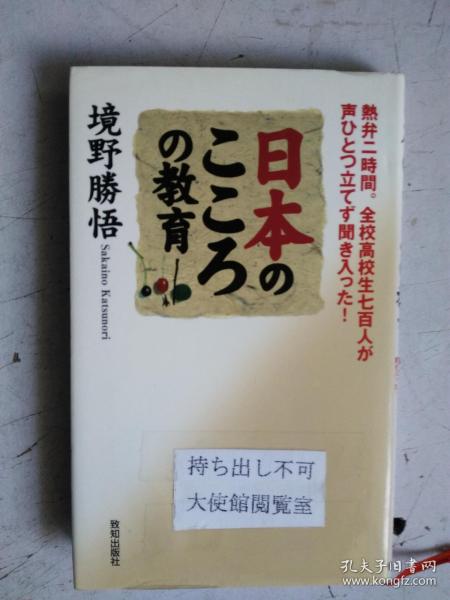 熱弁二時間。全校高校生七百人が
声ひとつ立てず聞き入った！
日本の
こころ
の教育
境野勝悟
Sakaino Katsunori
持ち出し不可
大使館閲覧室
致知出版社
孔夫子旧书网
www.kongfz.com